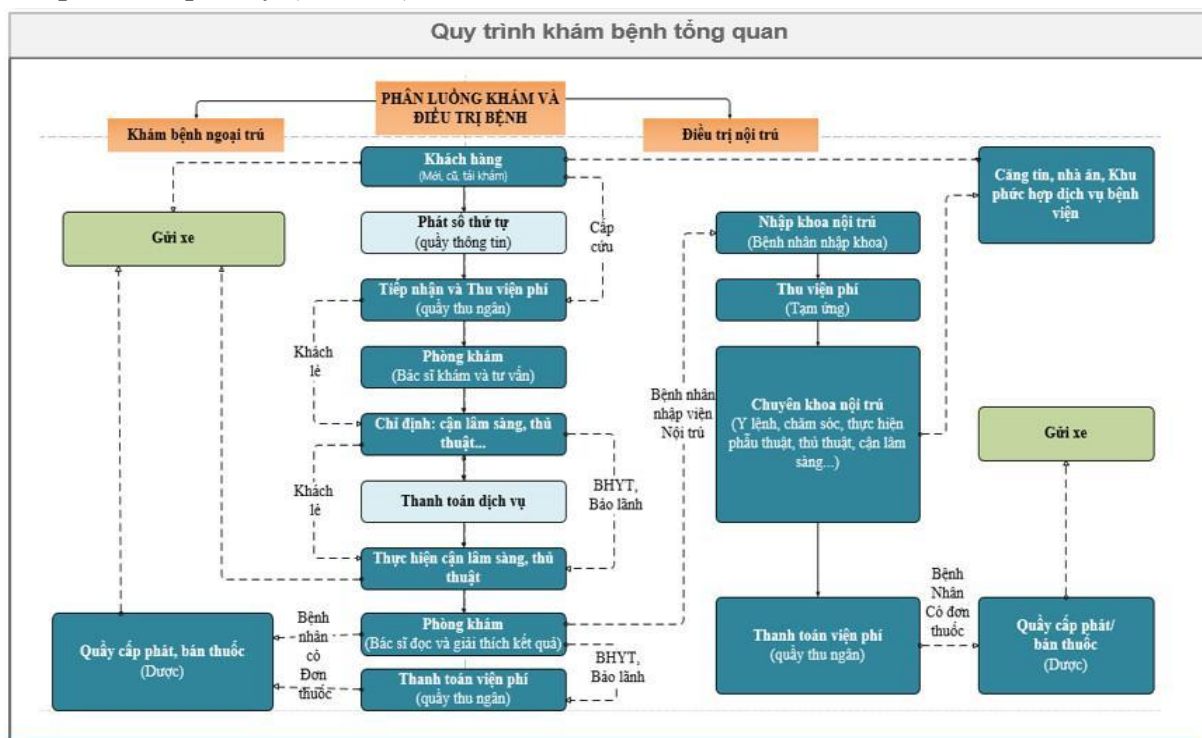 Quy trình khám bệnh tổng quan
PHÂN LUỒNG KHÁM VÀ
ĐIỀU TRỊ BỆNH
Khám bệnh ngoại trú
Điều trị nội trú
Khách hàng
(Mới, cũ, tái khám)
Căng tin, nhà ăn, Khu
phức hợp dịch vụ bệnh
viện
Gửi xe
Phát số thứ tự
(quầy thông tin)
Cấp
cứu
Nhập khoa nội trú
(Bệnh nhân nhập khoa)
Tiếp nhận và Thu viện phí
(quầy thu ngân)
Thu viện phí
(Tạm ứng)
Khách
lẻ
Phòng khám
(Bác sĩ khám và tư vấn)
Bệnh nhân
nhập viện
Nội trú
Chuyên khoa nội trú
(Y lệnh, chăm sóc, thực hiện
phẫu thuật, thủ thuật, cận lâm
sàng...)
Chỉ định: cận lâm sàng, thủ
thuật...
Gửi xe
Khách
lẻ
Thanh toán dịch vụ
BHYT,
Bảo lãnh
Thực hiện cận lâm sàng, thủ
thuật
Bệnh
Nhân
Có đơn
thuốc
Quầy cấp phát, bán thuốc
(Dược)
Bệnh
nhân
có
Đơn
thuốc
Phòng khám
(Bác sĩ đọc và giải thích kết quả)
BHYT,
Bảo lãnh
Thanh toán viện phí
(quầy thu ngân)
Thanh toán viện phí
(quầy thu ngân)
Quầy cấp phát/
bán thuốc
(Dược)